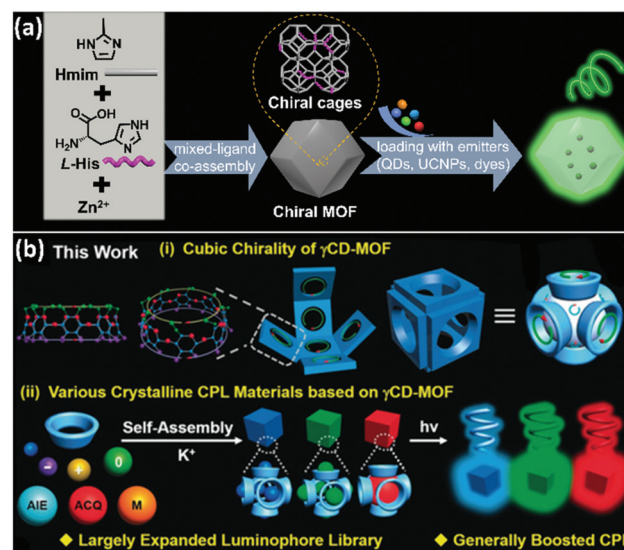 (a)
HN
N
Hmim
+
O
OH
H₂N
NH
N
L-His
+
Zn²⁺
mixed-ligand
co-assembly
Chiral cages
Chiral MOF
loading with emitters
(QDs, UCNPs, dyes)
(b) This Work
(i) Cubic Chirality of γCD-MOF
≡
(ii) Various Crystalline CPL Materials based on γCD-MOF
Self-Assembly
K⁺
hν
-
+
0
AIE
ACQ
M
◆ Largely Expanded Luminophore Library
◆ Generally Boosted CPL